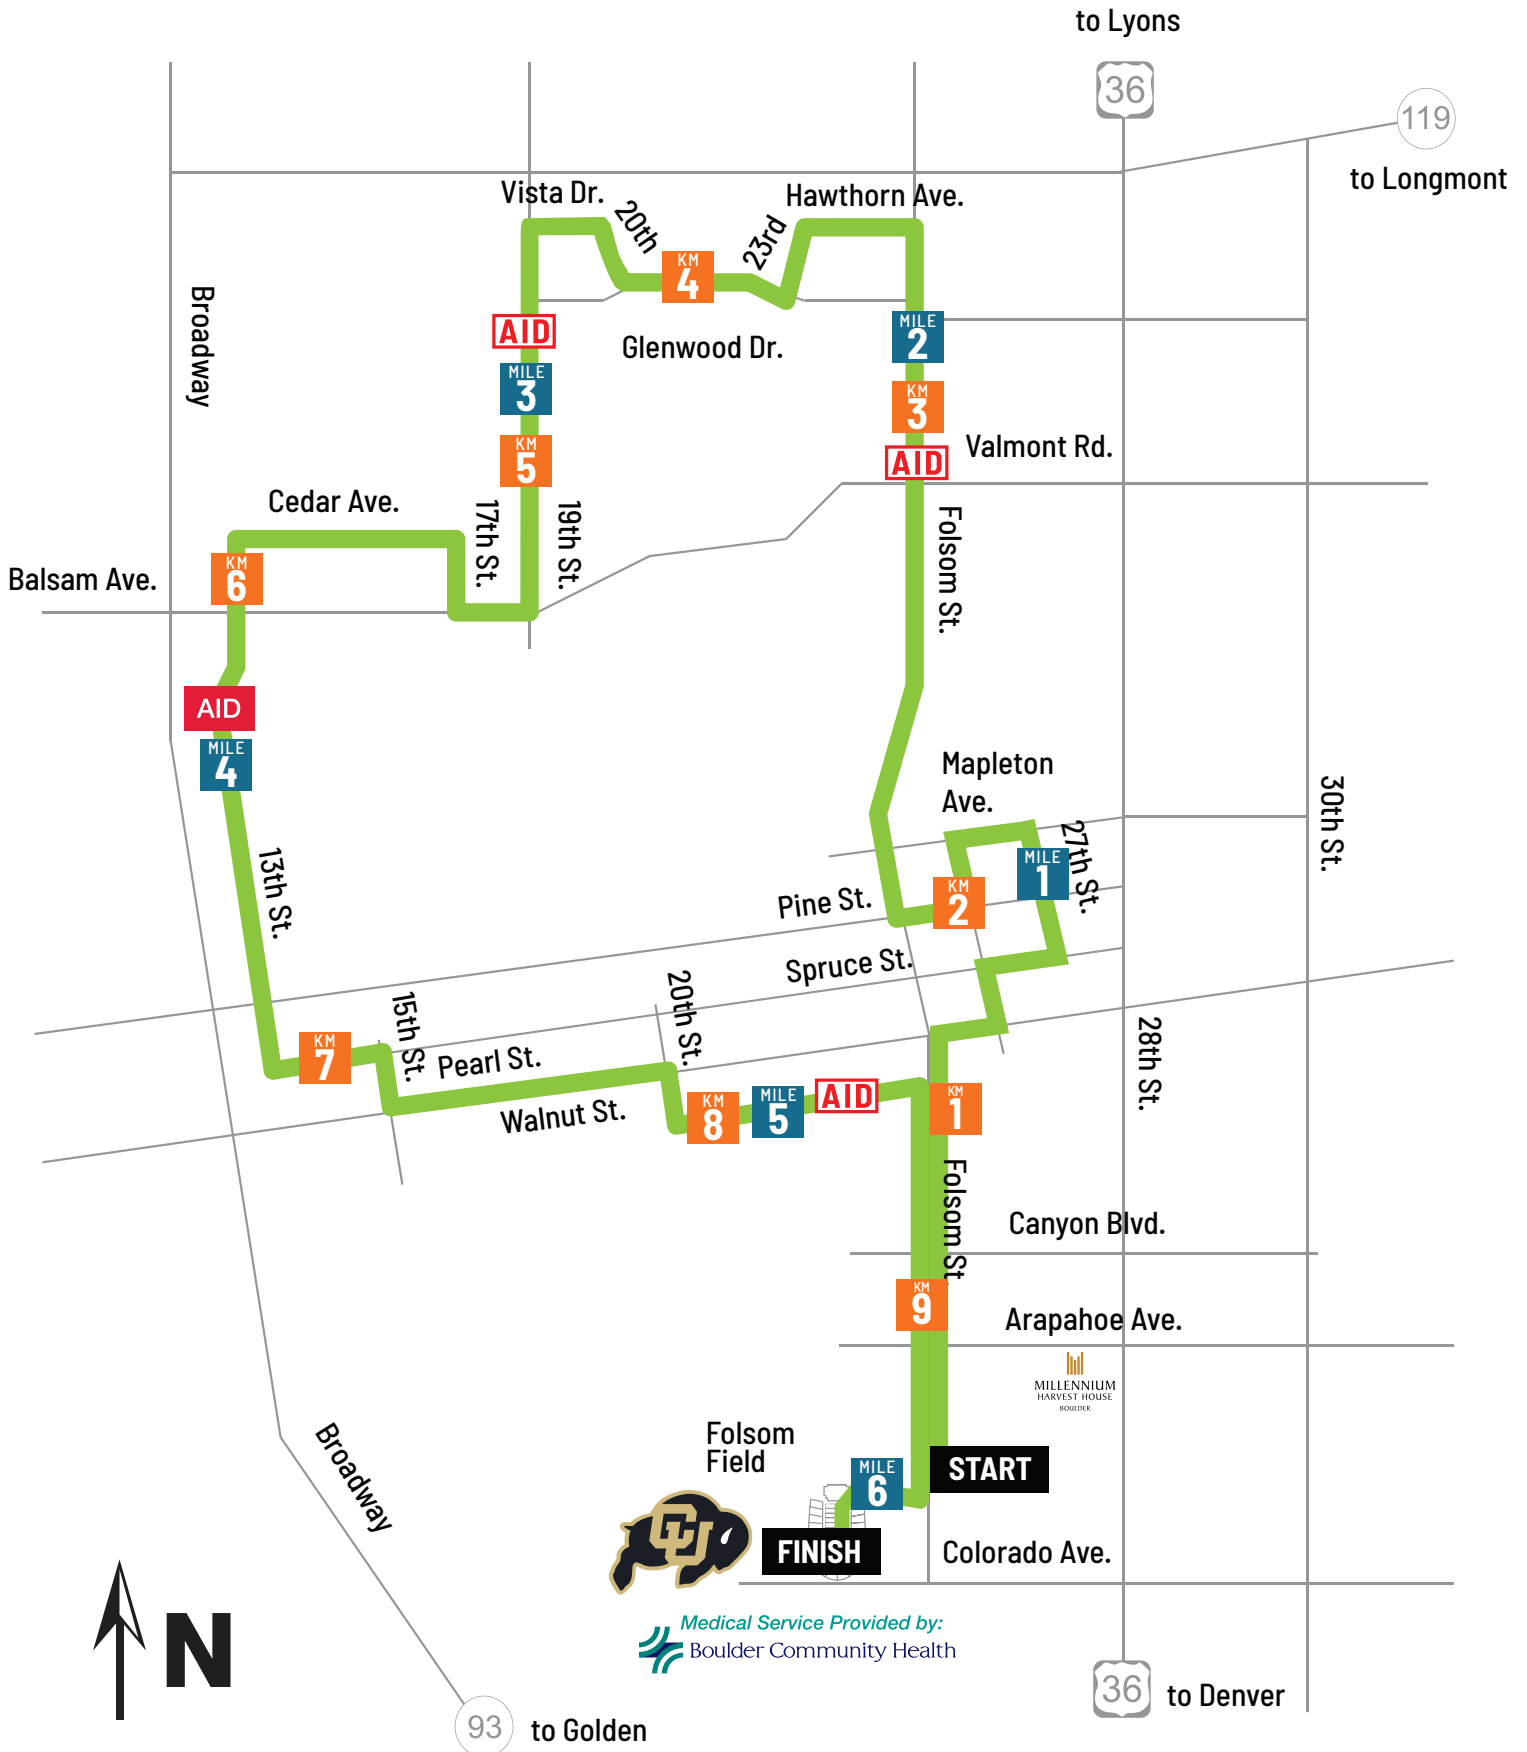 to Lyons
36
119
to Longmont
Vista Dr.
20th
23rd
Hawthorn Ave.
KM
4
Broadway
AID
MILE
3
KM
5
Glenwood Dr.
MILE
2
KM
3
AID
Valmont Rd.
Cedar Ave.
17th St.
19th St.
Folsom St.
Balsam Ave.
KM
6
AID
MILE
4
Mapleton
Ave.
27th St.
30th St.
MILE
1
KM
2
13th St.
Pine St.
Spruce St.
20th St.
15th St.
28th St.
KM
7
Pearl St.
Walnut St.
KM
8
MILE
5
AID
KM
1
Folsom St.
Canyon Blvd.
KM
9
Arapahoe Ave.
MILLENNIUM
HARVEST HOUSE
BOULDER
Broadway
Folsom
Field
MILE
6
START
CU
FINISH
Colorado Ave.
Medical Service Provided by:
Boulder Community Health
N
36
to Denver
93
to Golden